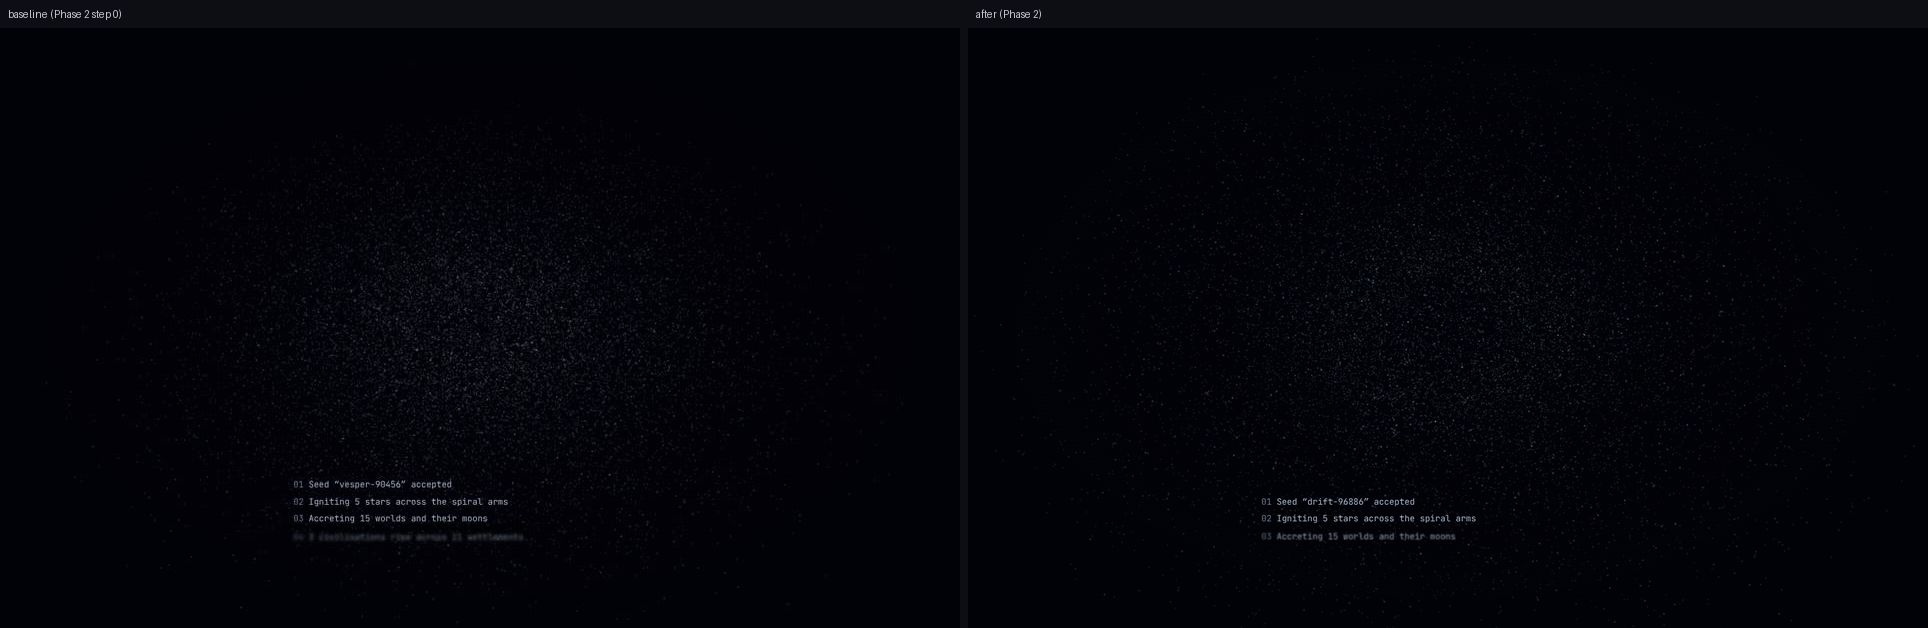 baseline (Phase 2 step 0)
01 Seed “vesper-90456” accepted
02 Igniting 5 stars across the spiral arms
03 Accreting 15 worlds and their moons
after (Phase 2)
01 Seed “drift-96886” accepted
02 Igniting 5 stars across the spiral arms
03 Accreting 15 worlds and their moons